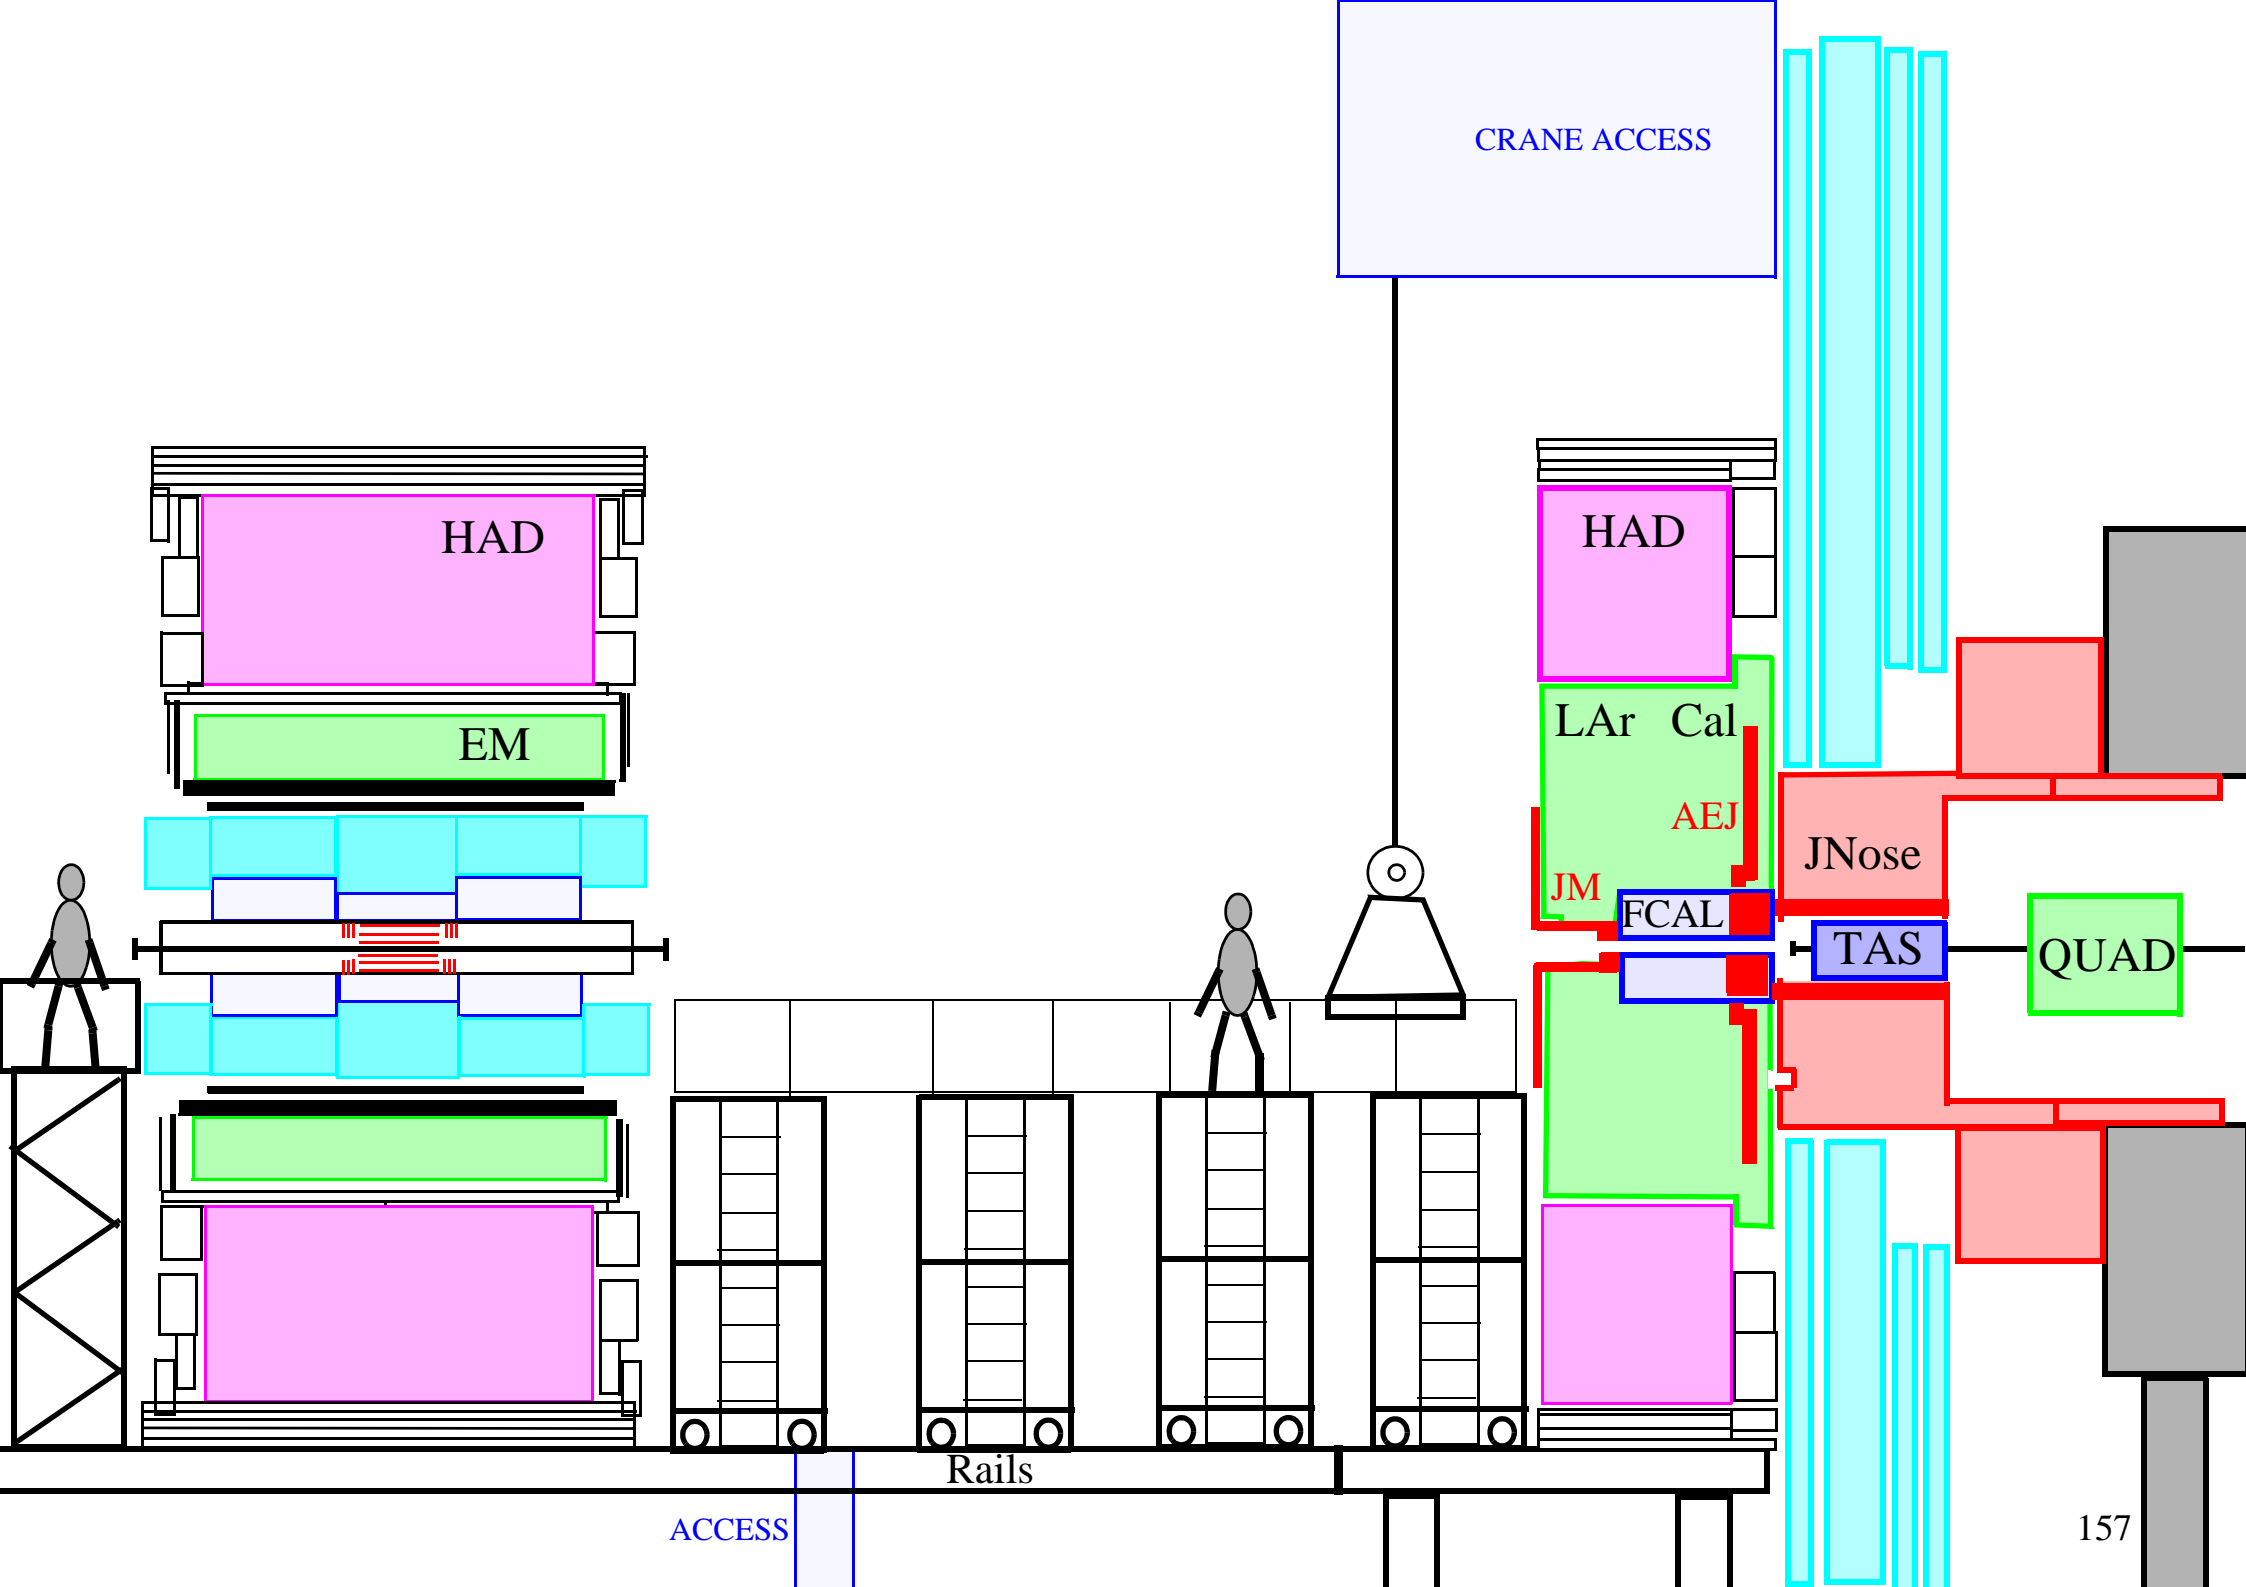 CRANE ACCESS
HAD
HAD
EM
LAr Cal
AEJ
JM
JNose
FCAL
TAS
QUAD
Rails
ACCESS
157